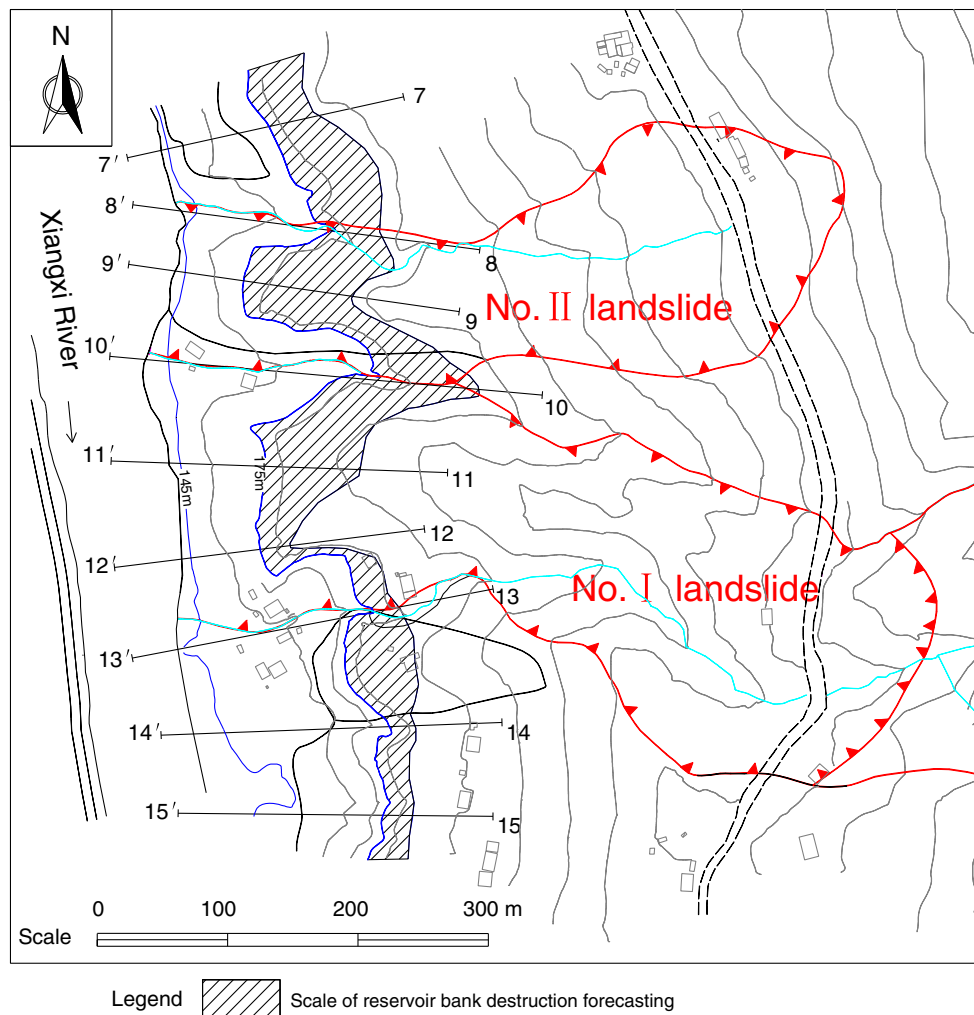 N
7
7′
8′
Xiangxi River
8
9′
No. II landslide
9
10′
10
11′
145m
175m
11
12
12′
No. I landslide
13
13′
14′
14
15′
15
0 100 200 300 m
Scale
Legend Scale of reservoir bank destruction forecasting